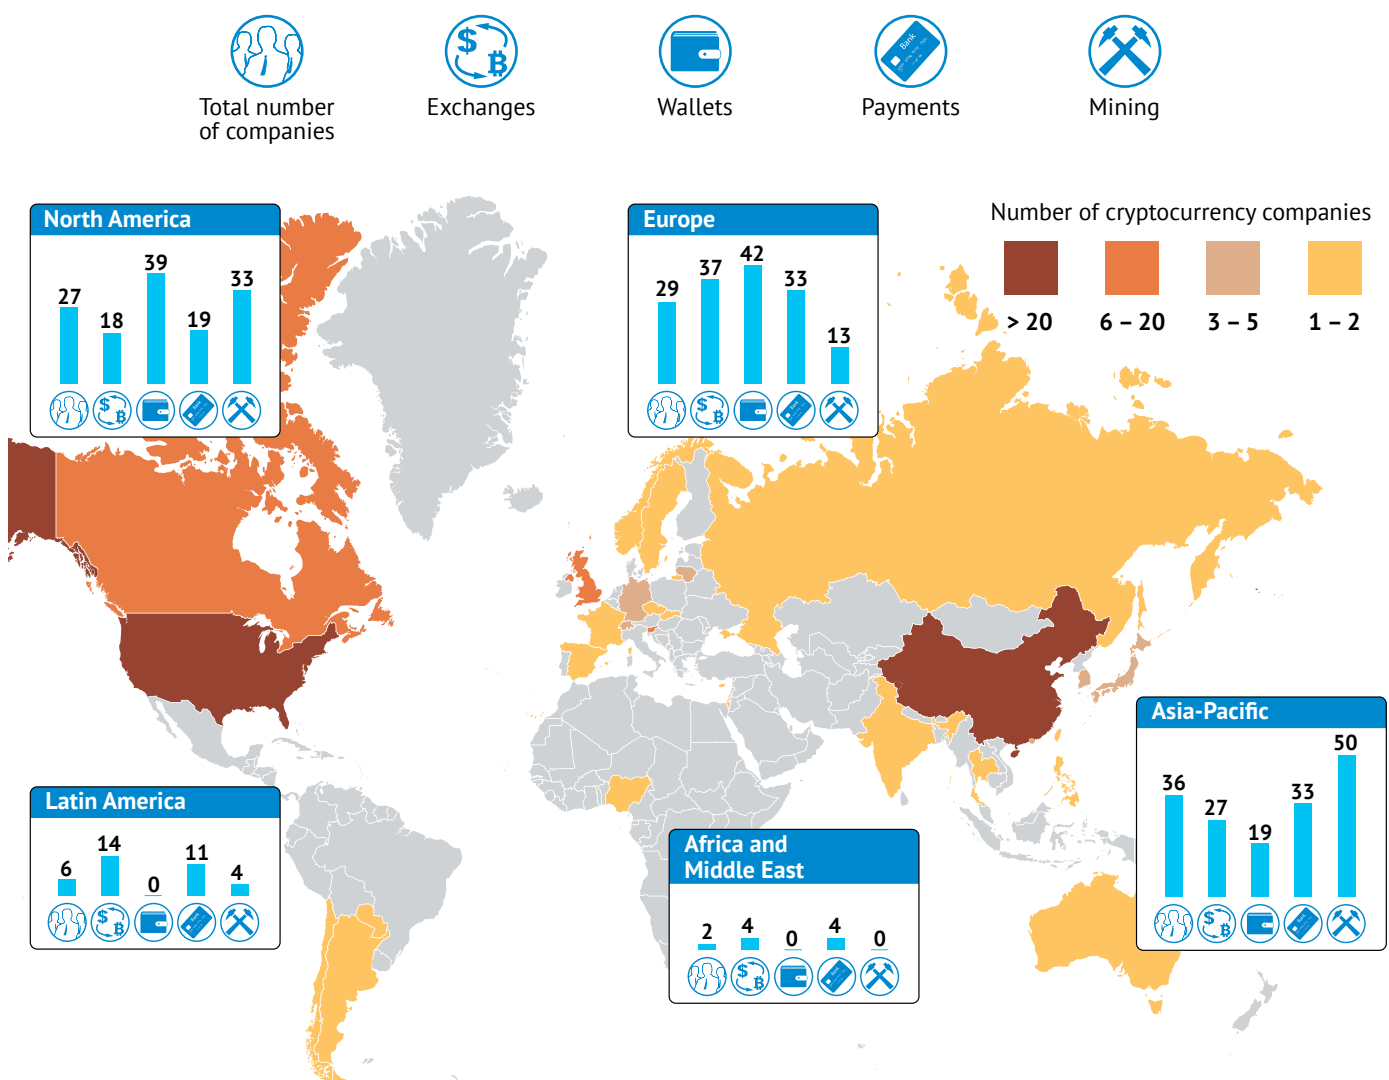 Total number
of companies
Exchanges
Wallets
Payments
Mining
North America
27
18
39
19
33
Europe
29
37
42
33
13
Number of cryptocurrency companies
> 20
6 – 20
3 – 5
1 – 2
Asia-Pacific
36
27
19
33
50
Latin America
6
14
0
11
4
Africa and
Middle East
2
4
0
4
0